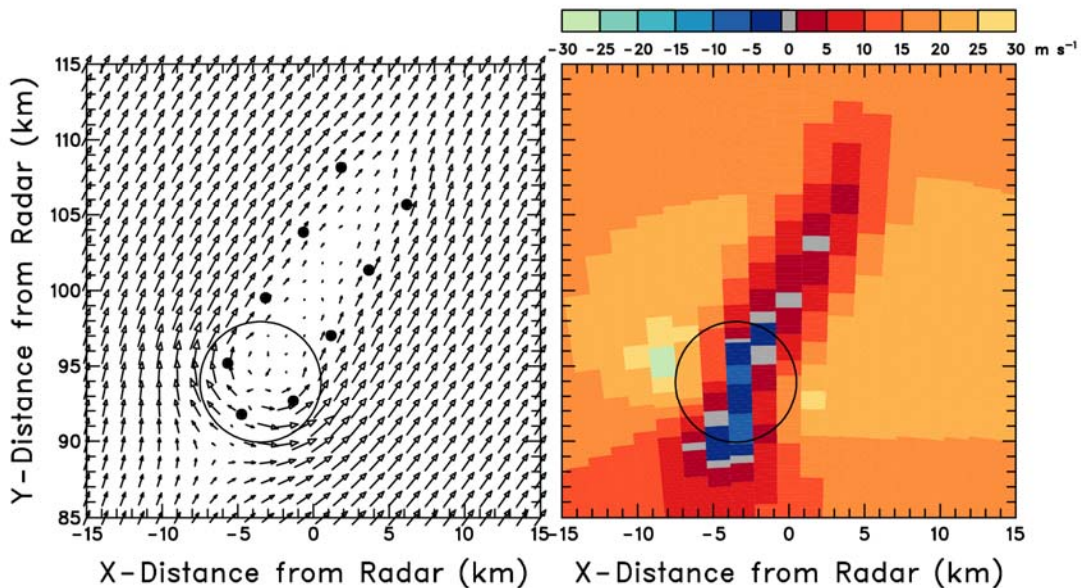 -30 -25 -20 -15 -10 -5 0 5 10 15 20 25 30 m s⁻¹
115
110
105
100
95
90
85
Y-Distance from Radar (km)
-15 -10 -5 0 5 10 15
-15 -10 -5 0 5 10 15
X-Distance from Radar (km)
X-Distance from Radar (km)